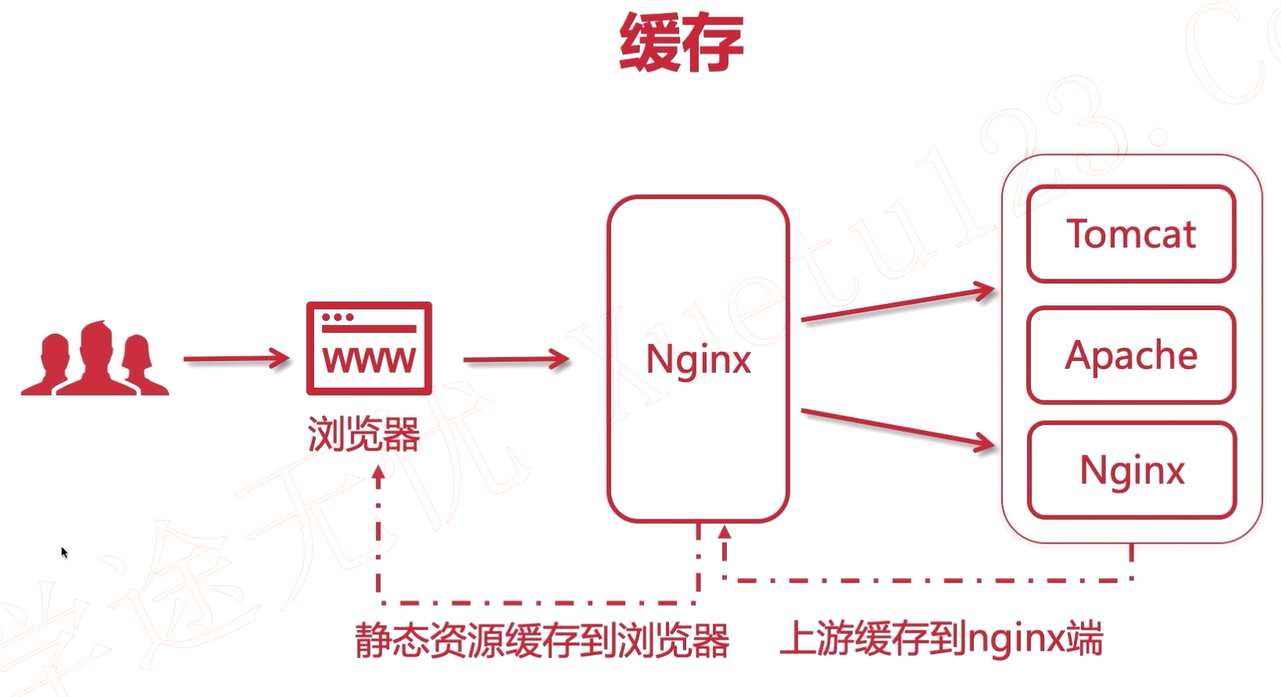 缓存
WWW
浏览器
Nginx
Tomcat
Apache
Nginx
静态资源缓存到浏览器
上游缓存到nginx端
学途无忧 Xuetu123.Co